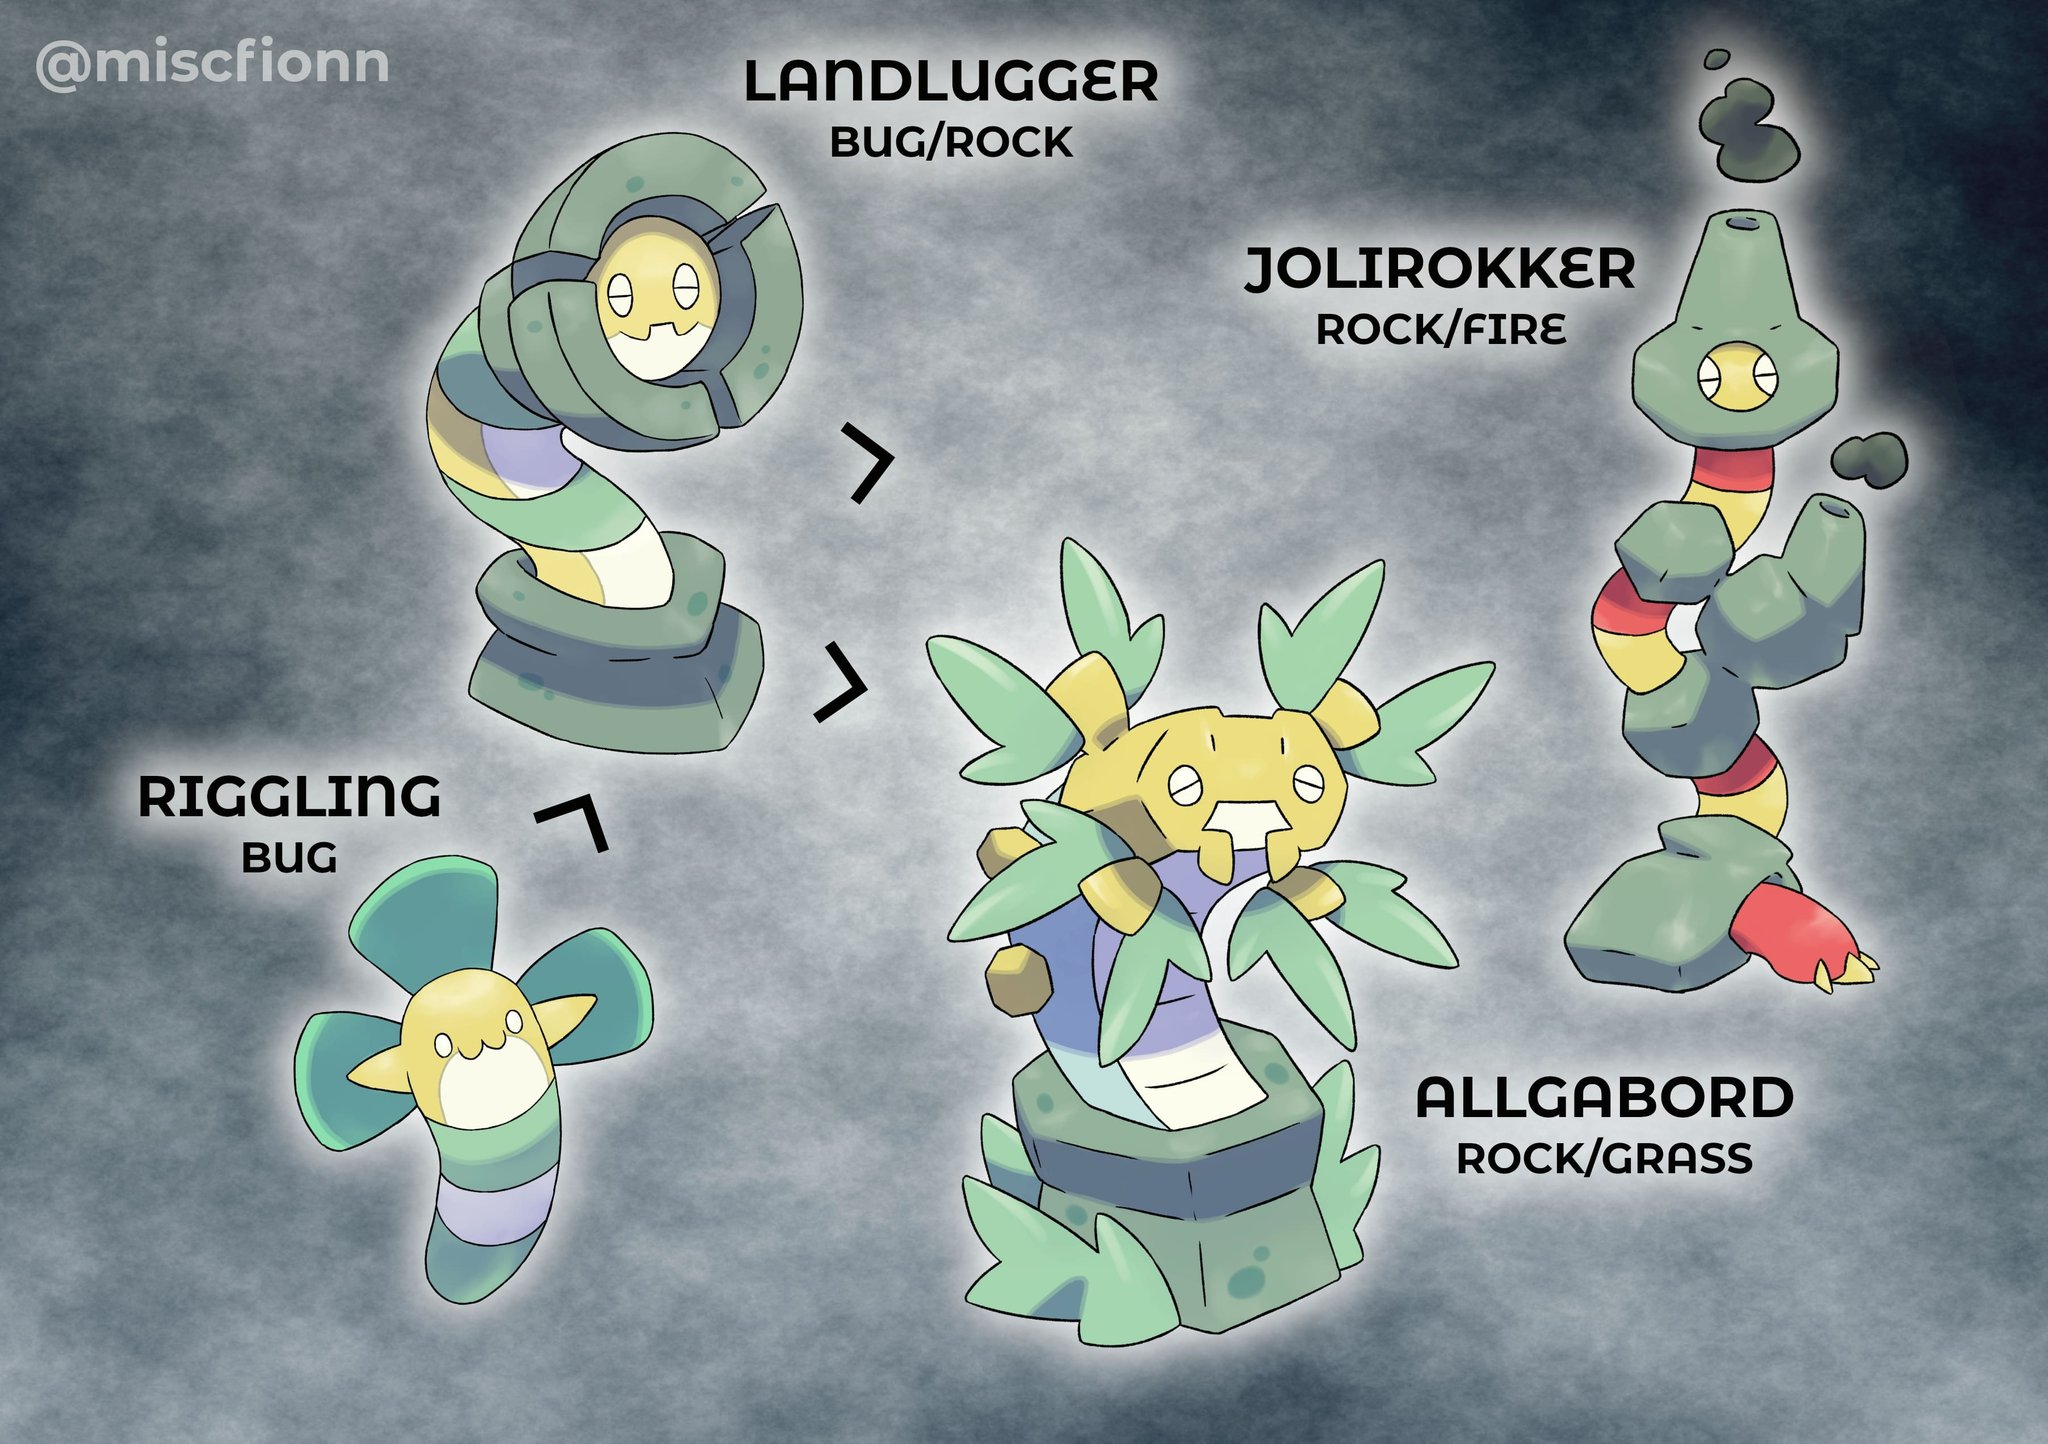 @miscfionn
LANDLUGGER
BUG/ROCK
JOLIROKKER
ROCK/FIRE
RIGGLING
BUG
ALLGABORD
ROCK/GRASS